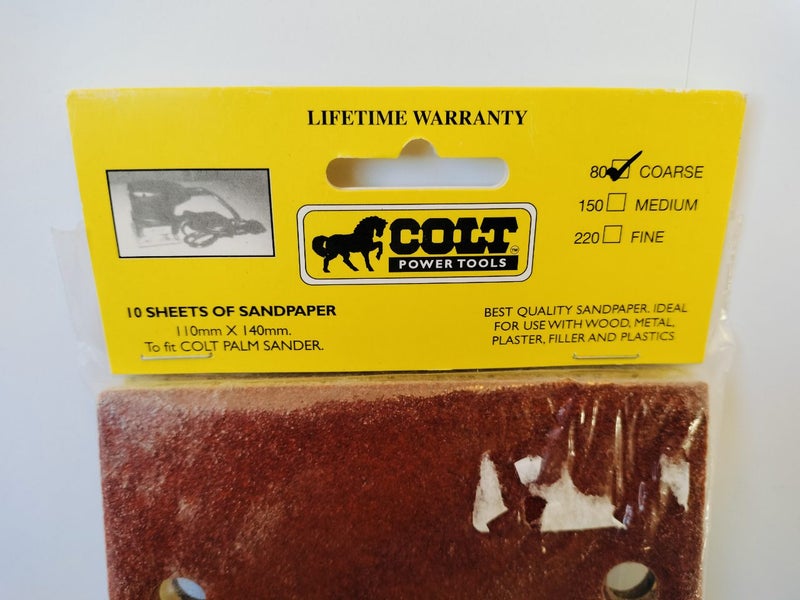 LIFETIME WARRANTY
80 COARSE
150 MEDIUM
220 FINE
COLT™
POWER TOOLS
10 SHEETS OF SANDPAPER
110mm X 140mm.
To fit COLT PALM SANDER.
BEST QUALITY SANDPAPER. IDEAL
FOR USE WITH WOOD, METAL,
PLASTER, FILLER AND PLASTICS